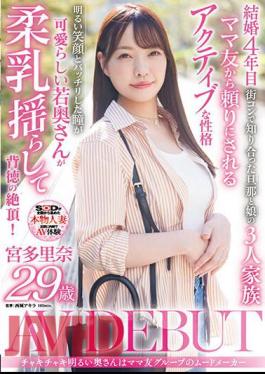 結婚4年目
街コンで知り合った旦那と娘の3人家族
ママ友から頼りにされる
アクティブな性格
明るい笑顔とパッチリした瞳が
可愛らしい若奥さんが
柔乳揺らして
背徳の絶頂!
宮多里奈
29歳
AV DEBUT
チャキチャキ明るい奥さんはママ友グループのムードメーカー